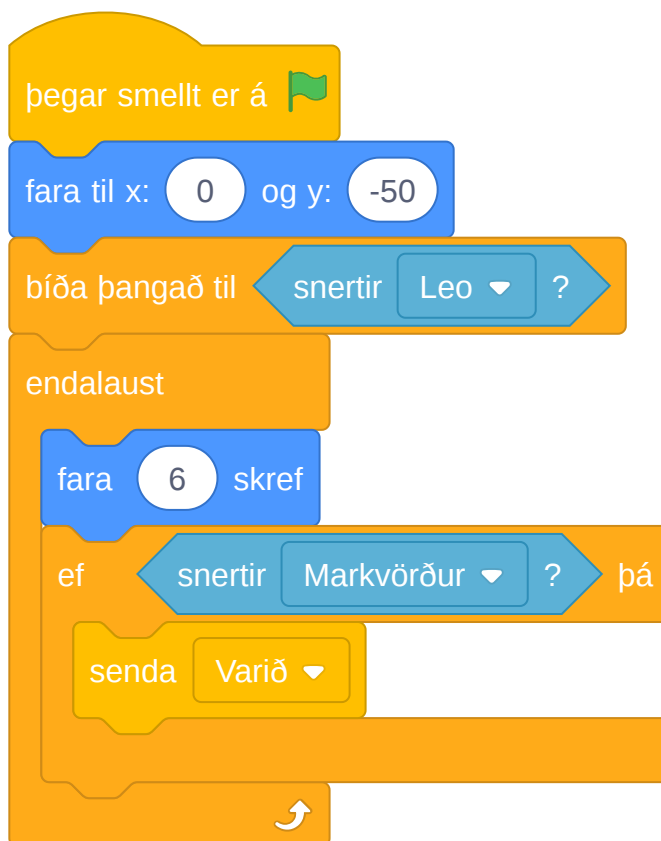 þegar smellt er á
fara til x: 0 og y: -50
bíða þangað til snertir Leo ?
endalaust
fara 6 skref
ef snertir Markvörður ? þá
senda Varið